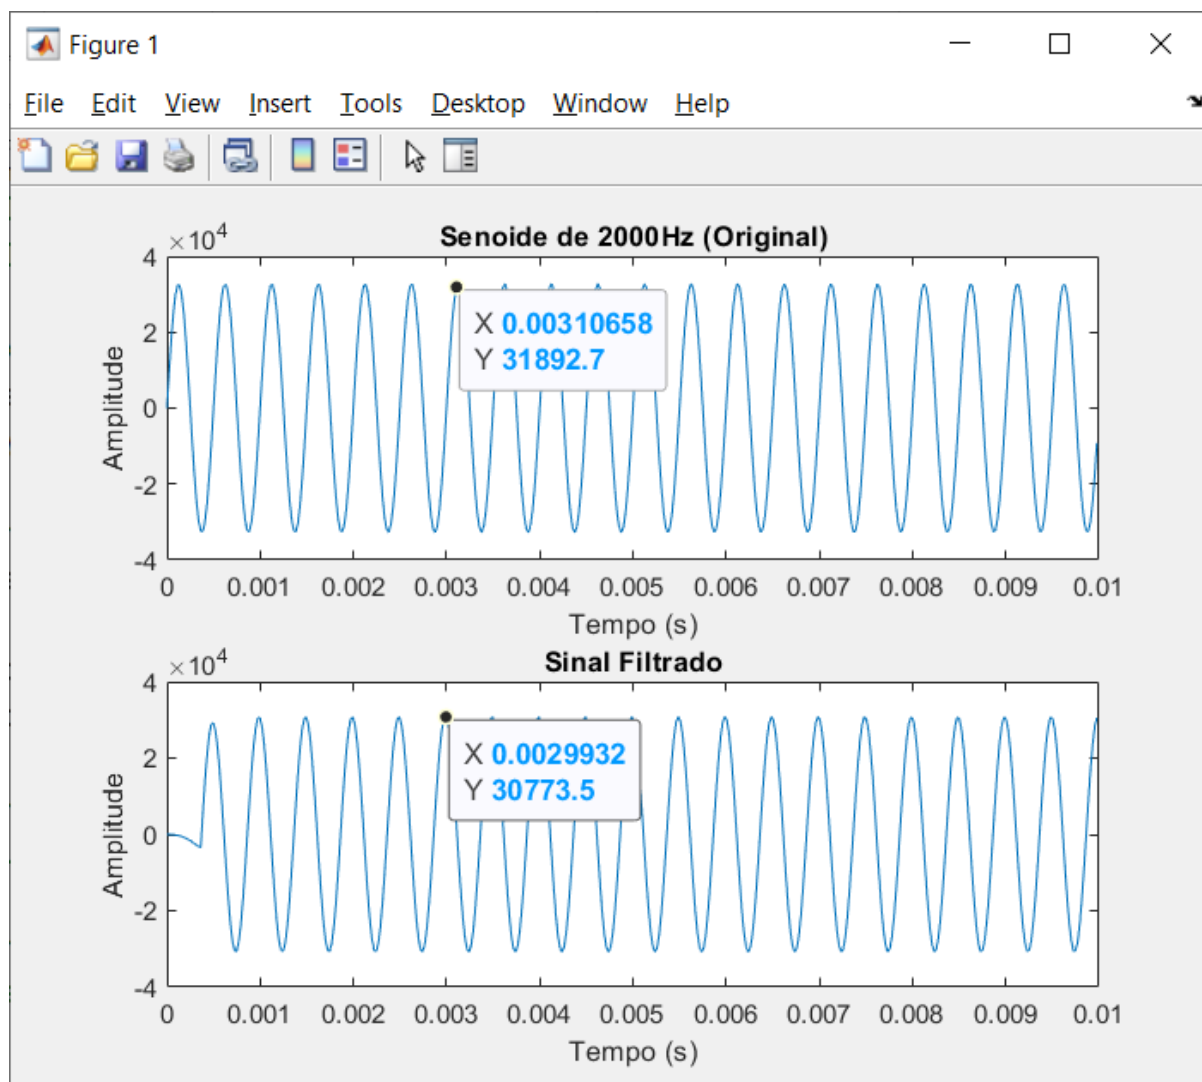 Figure 1
File Edit View Insert Tools Desktop Window Help
×10^4
Senoide de 2000Hz (Original)
4
2
0
-2
-4
Amplitude
X 0.00310658
Y 31892.7
0 0.001 0.002 0.003 0.004 0.005 0.006 0.007 0.008 0.009 0.01
Tempo (s)
×10^4
Sinal Filtrado
4
2
0
-2
-4
Amplitude
X 0.0029932
Y 30773.5
0 0.001 0.002 0.003 0.004 0.005 0.006 0.007 0.008 0.009 0.01
Tempo (s)